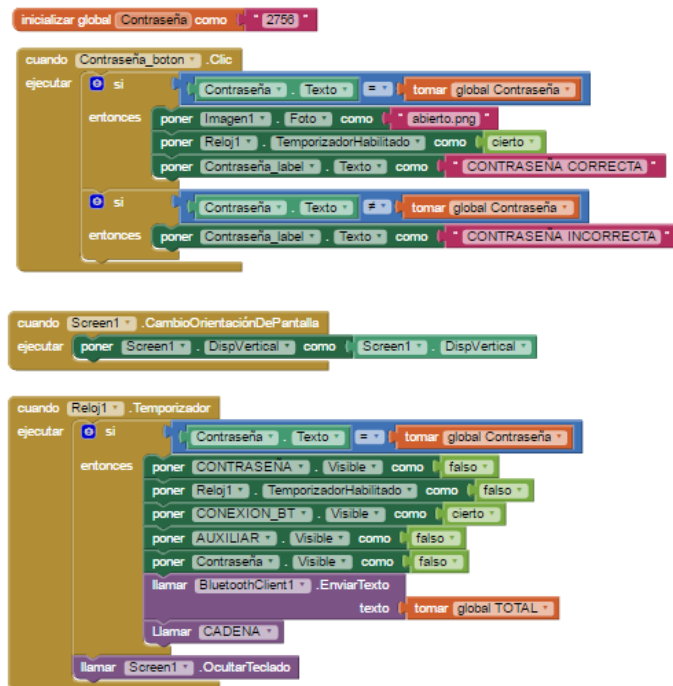 inicializar global Contraseña como " 2756 "
cuando Contraseña_boton .Clic
ejecutar si Contraseña . Texto = tomar global Contraseña
entonces poner Imagen1 . Foto como " abierto.png "
poner Reloj1 . TemporizadorHabilitado como cierto
poner Contraseña_label . Texto como " CONTRASEÑA CORRECTA "
si Contraseña . Texto ≠ tomar global Contraseña
entonces poner Contraseña_label . Texto como " CONTRASEÑA INCORRECTA "
cuando Screen1 .CambioOrientaciónDePantalla
ejecutar poner Screen1 . DispVertical como Screen1 . DispVertical
cuando Reloj1 .Temporizador
ejecutar si Contraseña . Texto = tomar global Contraseña
entonces poner CONTRASEÑA . Visible como falso
poner Reloj1 . TemporizadorHabilitado como falso
poner CONEXION_BT . Visible como cierto
poner AUXILIAR . Visible como falso
poner Contraseña . Visible como falso
llamar BluetoothClient1 .EnviarTexto
texto tomar global TOTAL
Llamar CADENA
llamar Screen1 .OcultarTeclado